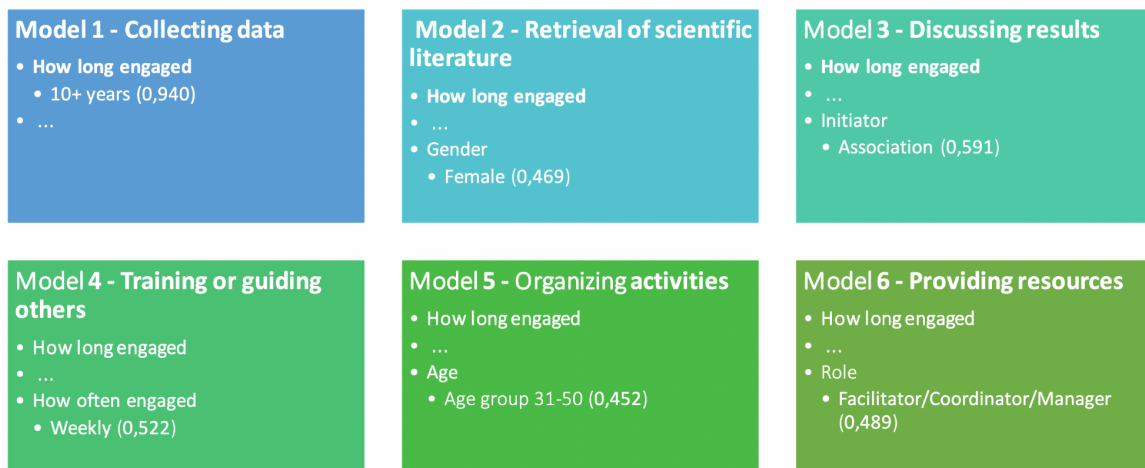 Model 1 - Collecting data
• How long engaged
• 10+ years (0,940)
• ...
Model 2 - Retrieval of scientific
literature
• How long engaged
• ...
• Gender
• Female (0,469)
Model 3 - Discussing results
• How long engaged
• ...
• Initiator
• Association (0,591)
Model 4 - Training or guiding
others
• How long engaged
• ...
• How often engaged
• Weekly (0,522)
Model 5 - Organizing activities
• How long engaged
• ...
• Age
• Age group 31-50 (0,452)
Model 6 - Providing resources
• How long engaged
• ...
• Role
• Facilitator/Coordinator/Manager
(0,489)